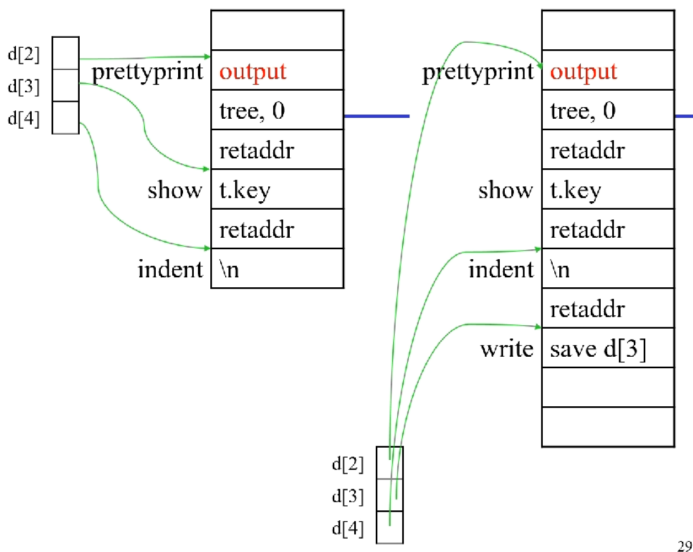 d[2]
d[3]
d[4]
prettyprint output
tree, 0
retaddr
show t.key
retaddr
indent \n
prettyprint output
tree, 0
retaddr
show t.key
retaddr
indent \n
retaddr
write save d[3]
d[2]
d[3]
d[4]
29